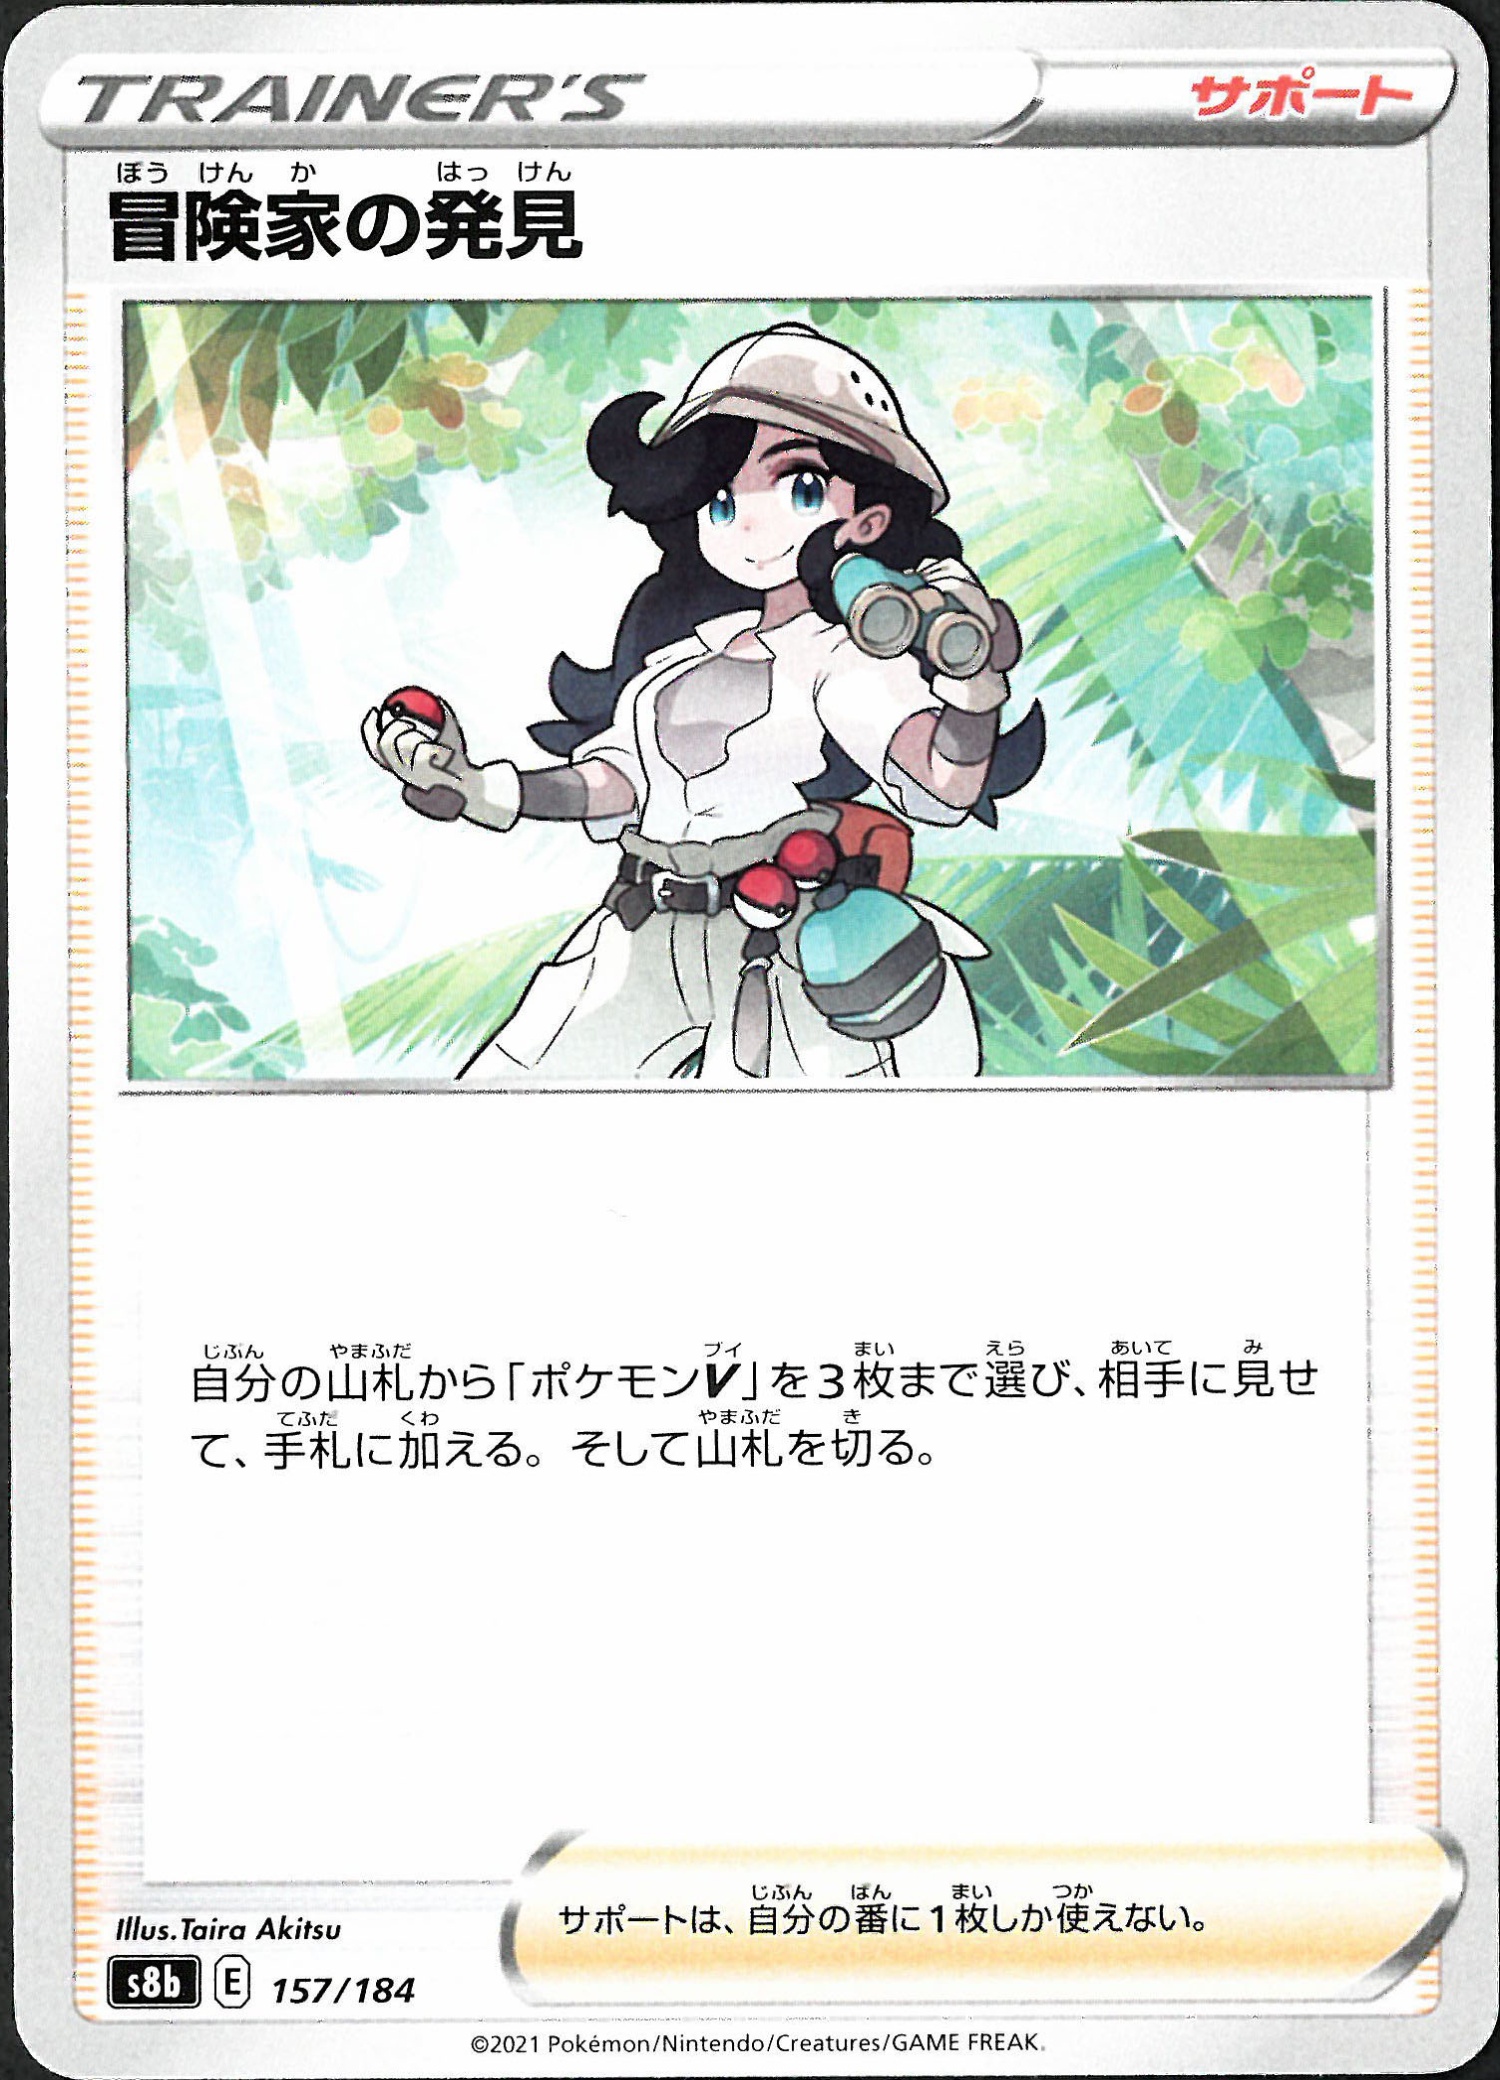 TRAINER'S
サポート
ぼう けん か はっ けん
冒険家の発見
じぶん やまふだ ブイ まい えら あいて み
自分の山札から「ポケモンV」を3枚まで選び、相手に見せ
てふだ くわ やまふだ き
て、手札に加える。そして山札を切る。
じぶん ばん まい つか
サポートは、自分の番に1枚しか使えない。
Illus.Taira Akitsu
s8b E 157/184
©2021 Pokémon/Nintendo/Creatures/GAME FREAK.